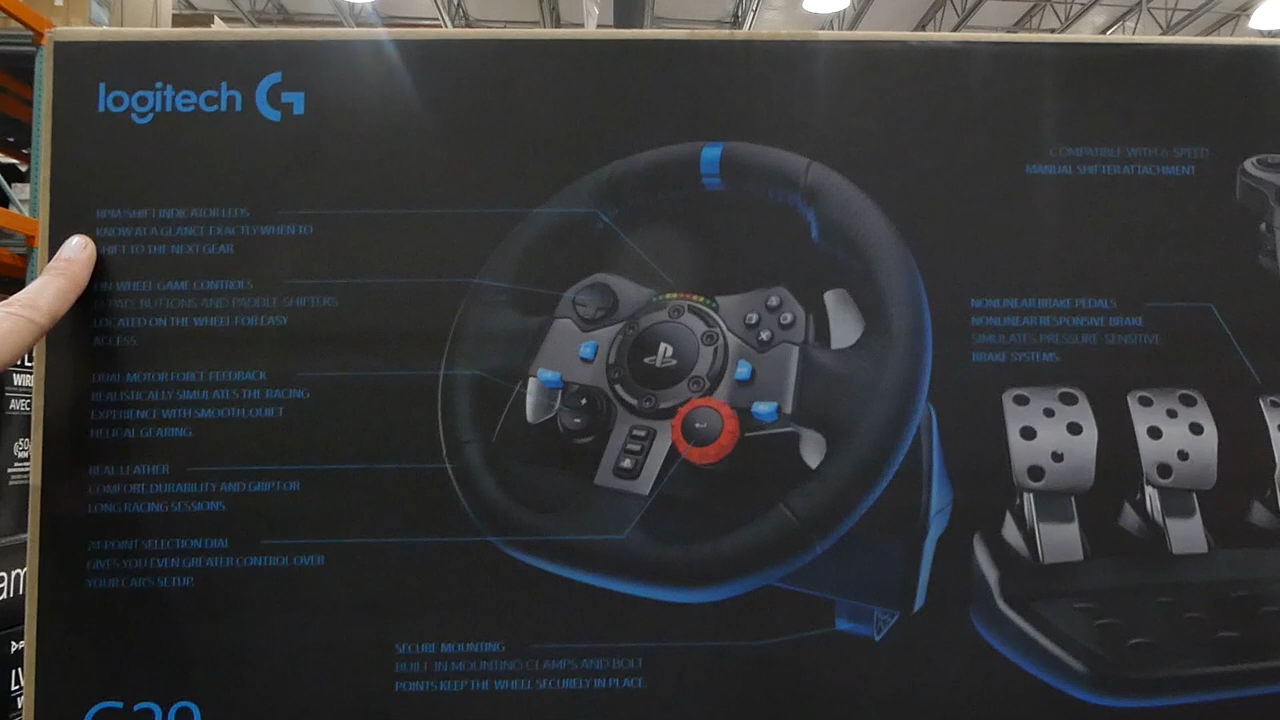 logitech G
COMPATIBLE WITH 6-SPEED
MANUAL SHIFTER ATTACHMENT
RPM/SHIFT INDICATOR LEDS
KNOW AT A GLANCE EXACTLY WHEN TO
SHIFT TO THE NEXT GEAR
ON-WHEEL GAME CONTROLS
D-PAD, BUTTONS AND PADDLE SHIFTERS
LOCATED ON THE WHEEL FOR EASY
ACCESS.
DUAL-MOTOR FORCE FEEDBACK
REALISTICALLY SIMULATES THE RACING
EXPERIENCE WITH SMOOTH, QUIET
HELICAL GEARING.
REAL LEATHER
COMFORT, DURABILITY AND GRIP FOR
LONG RACING SESSIONS.
24-POINT SELECTION DIAL
GIVES YOU EVEN GREATER CONTROL OVER
YOUR CAR'S SETUP.
NONLINEAR BRAKE PEDALS
NONLINEAR RESPONSIVE BRAKE
SIMULATES PRESSURE-SENSITIVE
BRAKE SYSTEMS.
SECURE MOUNTING
BUILT-IN MOUNTING CLAMPS AND BOLT
POINTS KEEP THE WHEEL SECURELY IN PLACE.
G29
AVEC
50
MM